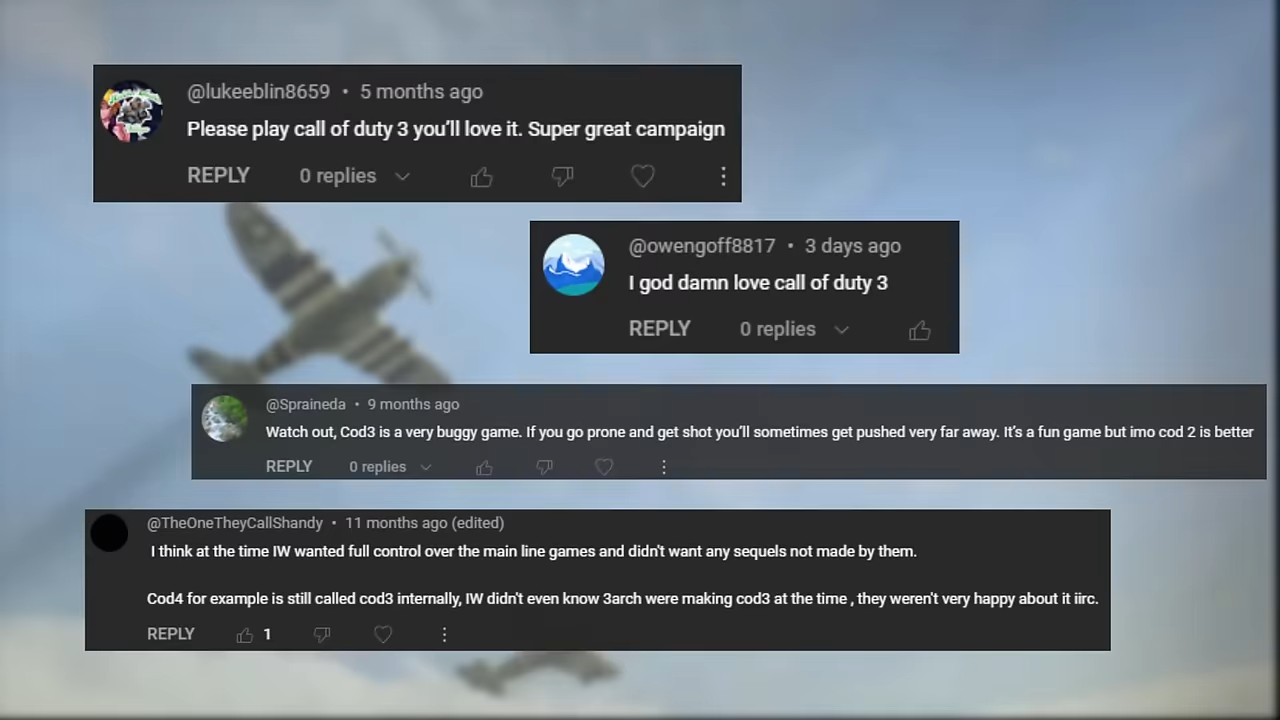 @lukeeblin8659 • 5 months ago
Please play call of duty 3 you'll love it. Super great campaign
REPLY 0 replies
@owengoff8817 • 3 days ago
I god damn love call of duty 3
REPLY 0 replies
@Spraineda • 9 months ago
Watch out, Cod3 is a very buggy game. If you go prone and get shot you'll sometimes get pushed very far away. It's a fun game but imo cod 2 is better
REPLY 0 replies
@TheOneTheyCallShandy • 11 months ago (edited)
I think at the time IW wanted full control over the main line games and didn't want any sequels not made by them.
Cod4 for example is still called cod3 internally, IW didn't even know 3arch were making cod3 at the time , they weren't very happy about it iirc.
REPLY 1